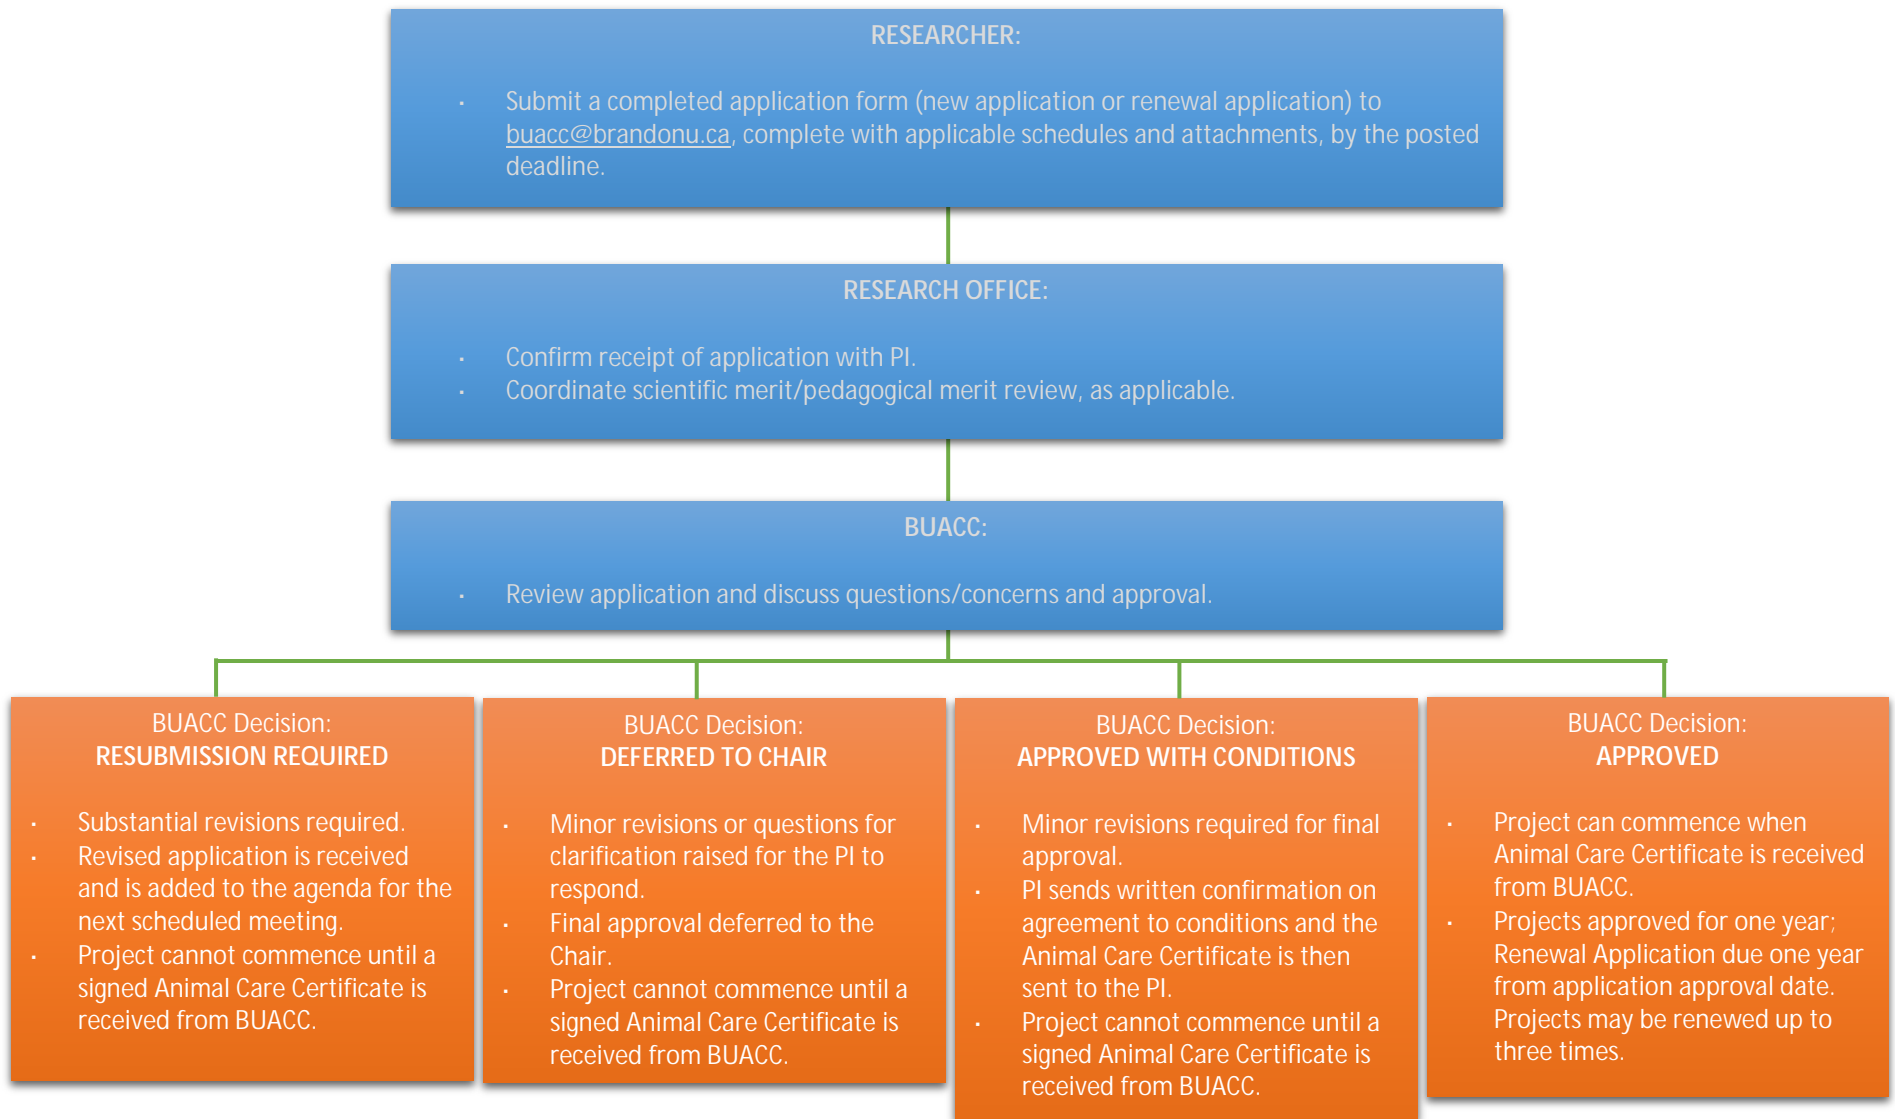 RESEARCHER:
· Submit a completed application form (new application or renewal application) to
buacc@brandonu.ca, complete with applicable schedules and attachments, by the posted
deadline.
RESEARCH OFFICE:
· Confirm receipt of application with PI.
· Coordinate scientific merit/pedagogical merit review, as applicable.
BUACC:
· Review application and discuss questions/concerns and approval.
BUACC Decision:
RESUBMISSION REQUIRED
· Substantial revisions required.
· Revised application is received
and is added to the agenda for the
next scheduled meeting.
· Project cannot commence until a
signed Animal Care Certificate is
received from BUACC.
BUACC Decision:
DEFERRED TO CHAIR
· Minor revisions or questions for
clarification raised for the PI to
respond.
· Final approval deferred to the
Chair.
· Project cannot commence until a
signed Animal Care Certificate is
received from BUACC.
BUACC Decision:
APPROVED WITH CONDITIONS
· Minor revisions required for final
approval.
· PI sends written confirmation on
agreement to conditions and the
Animal Care Certificate is then
sent to the PI.
· Project cannot commence until a
signed Animal Care Certificate is
received from BUACC.
BUACC Decision:
APPROVED
· Project can commence when
Animal Care Certificate is received
from BUACC.
· Projects approved for one year;
Renewal Application due one year
from application approval date.
Projects may be renewed up to
three times.